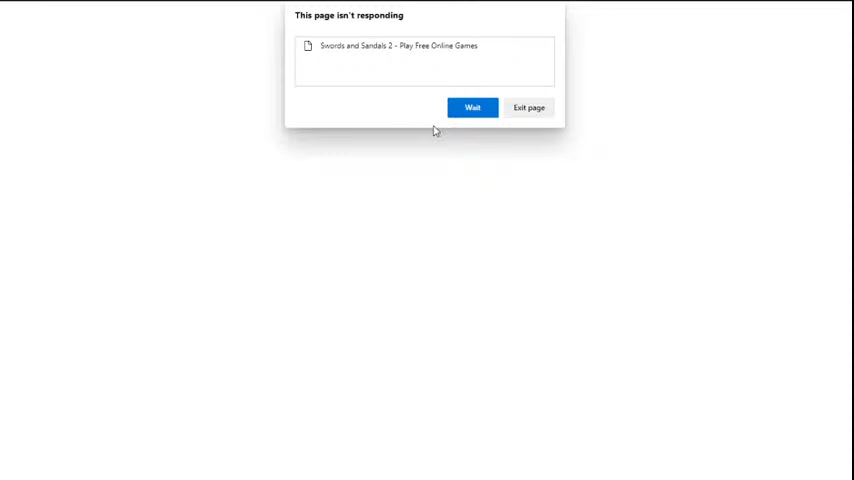 This page isn't responding
Swords and Sandals 2 - Play Free Online Games
Wait
Exit page